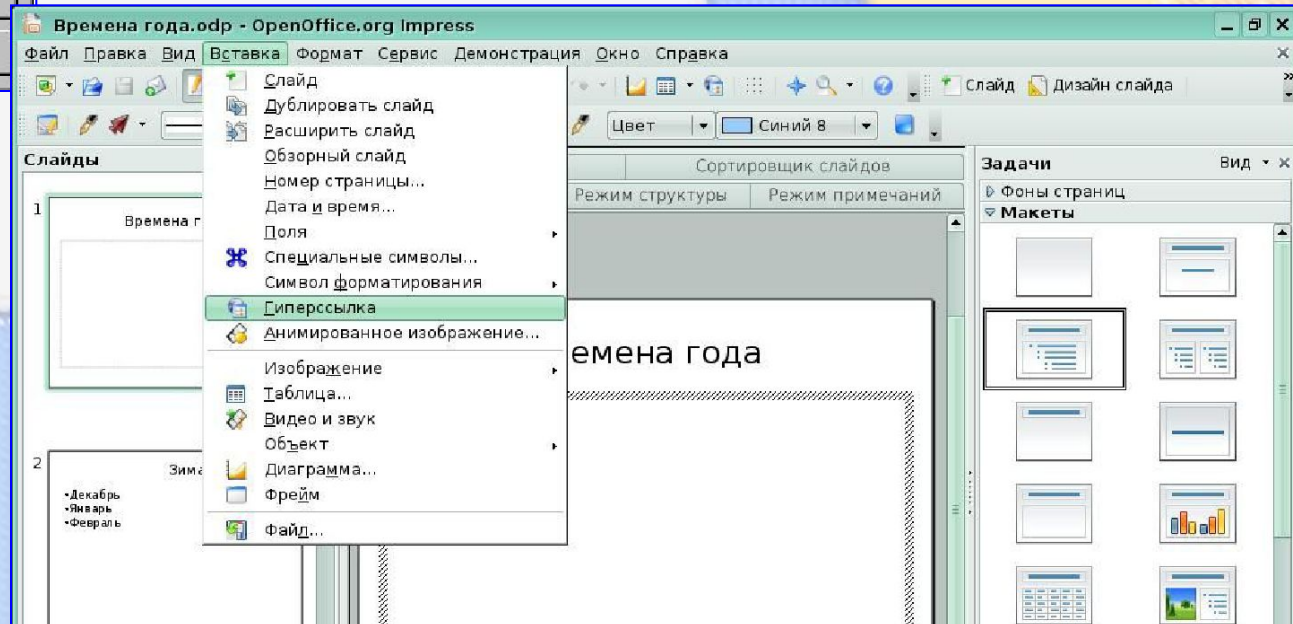 Времена года.odp - OpenOffice.org Impress
Файл Правка Вид Вставка Формат Сервис Демонстрация Окно Справка
Слайд Дизайн слайда
Цвет Синий 8
Слайд
Дублировать слайд
Расширить слайд
Обзорный слайд
Номер страницы...
Дата и время...
Поля
Специальные символы...
Символ форматирования
Гиперссылка
Анимированное изображение...
Изображение
Таблица...
Видео и звук
Объект
Диаграмма...
Фрейм
Файл...
Слайды
1
Времена г
2
Зима
•Декабрь
•Январь
•Февраль
Сортировщик слайдов
Режим структуры Режим примечаний
емена года
Задачи Вид
Фоны страниц
Макеты